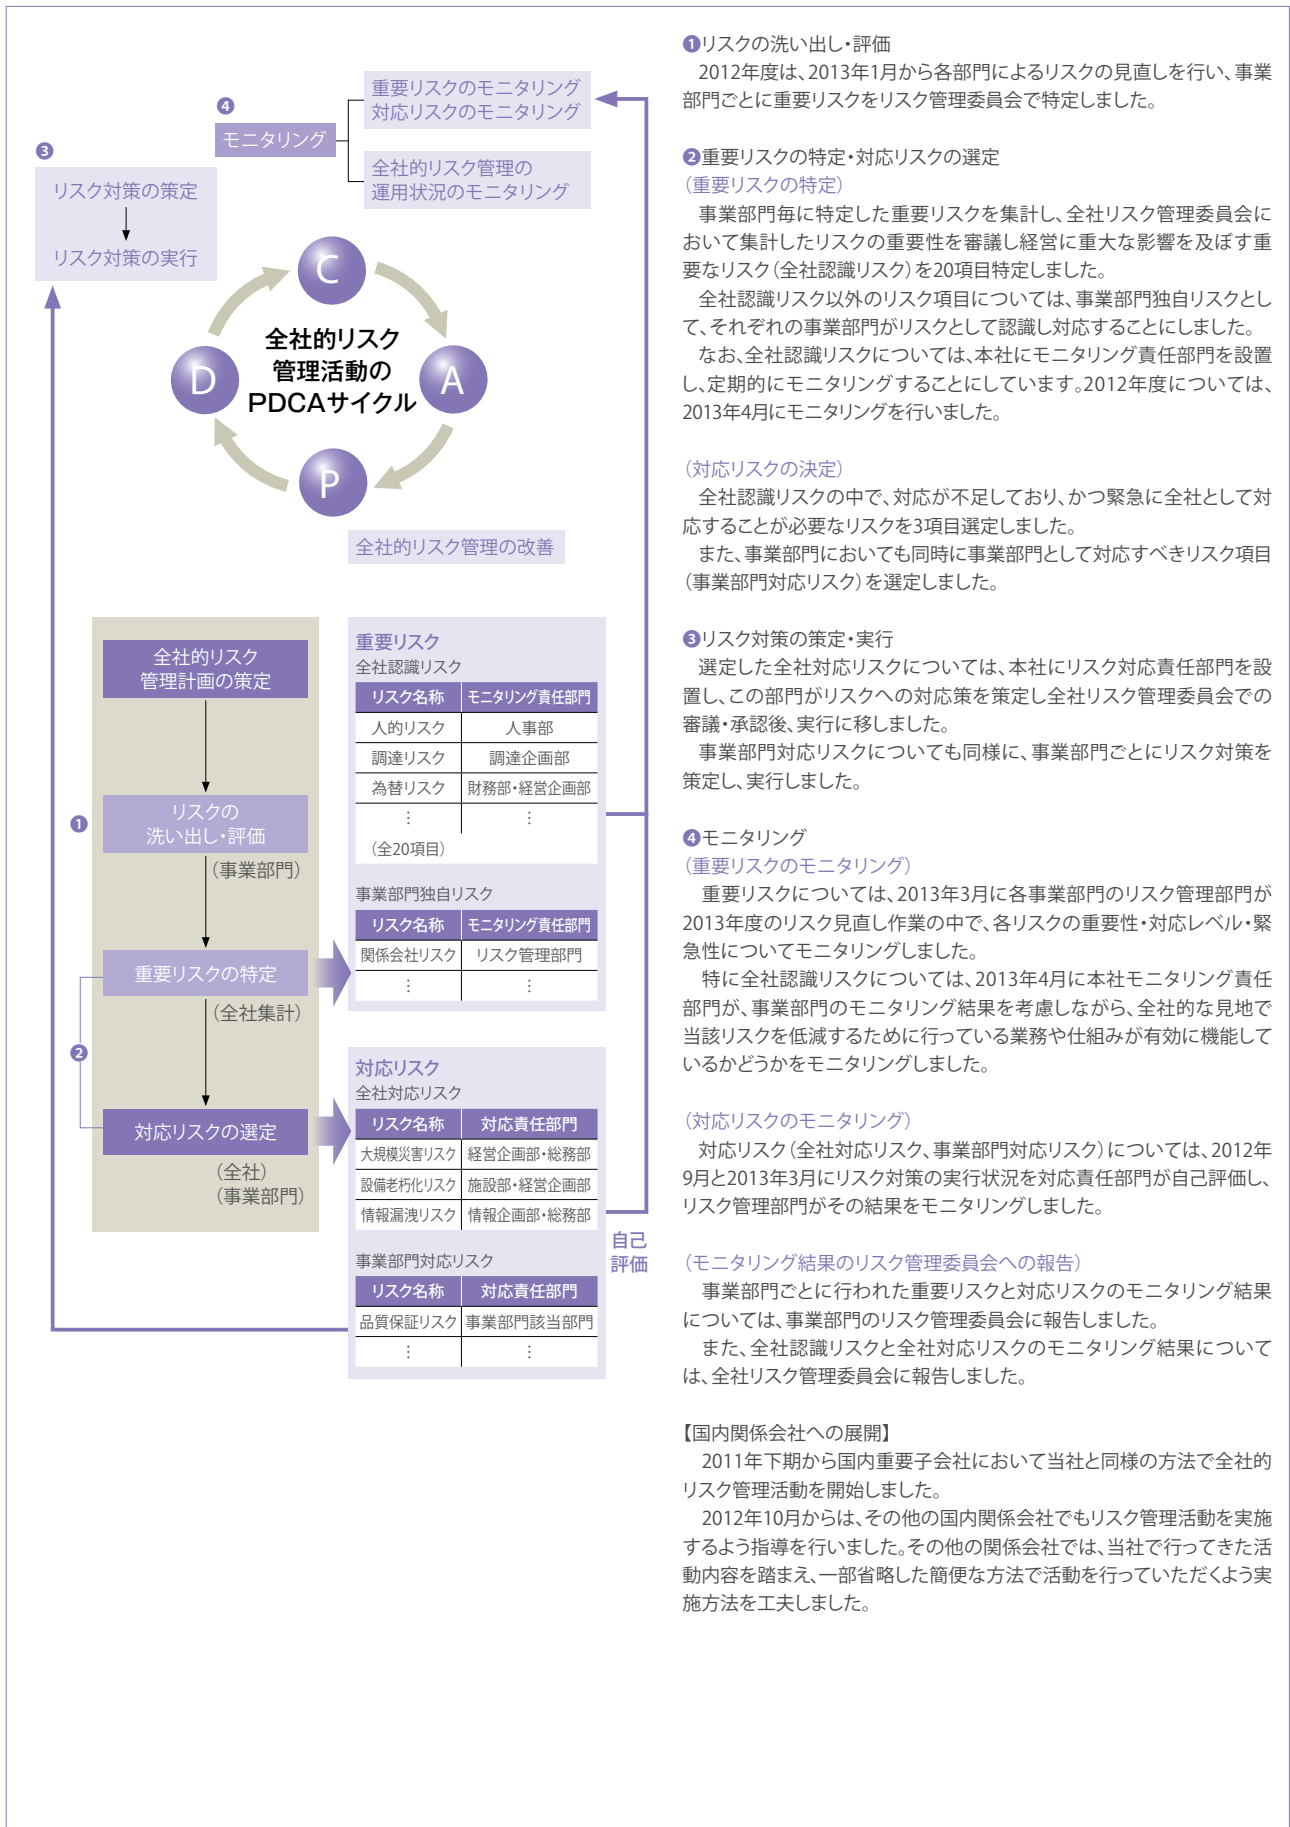 ❹
モニタリング
重要リスクのモニタリング
対応リスクのモニタリング
全社的リスク管理の
運用状況のモニタリング
❸
リスク対策の策定
リスク対策の実行
C
D
A
P
全社的リスク
管理活動の
PDCAサイクル
全社的リスク管理の改善
全社的リスク
管理計画の策定
❶
リスクの
洗い出し・評価
（事業部門）
重要リスクの特定
（全社集計）
❷
対応リスクの選定
（全社）
（事業部門）
重要リスク
全社認識リスク
リスク名称 モニタリング責任部門
人的リスク 人事部
調達リスク 調達企画部
為替リスク 財務部・経営企画部
⋮ ⋮
（全20項目）
事業部門独自リスク
リスク名称 モニタリング責任部門
関係会社リスク リスク管理部門
⋮ ⋮
対応リスク
全社対応リスク
リスク名称 対応責任部門
大規模災害リスク 経営企画部・総務部
設備老朽化リスク 施設部・経営企画部
情報漏洩リスク 情報企画部・総務部
事業部門対応リスク
リスク名称 対応責任部門
品質保証リスク 事業部門該当部門
⋮ ⋮
自己
評価
❶リスクの洗い出し・評価
2012年度は、2013年1月から各部門によるリスクの見直しを行い、事業
部門ごとに重要リスクをリスク管理委員会で特定しました。
❷重要リスクの特定・対応リスクの選定
（重要リスクの特定）
事業部門毎に特定した重要リスクを集計し、全社リスク管理委員会に
おいて集計したリスクの重要性を審議し経営に重大な影響を及ぼす重
要なリスク（全社認識リスク）を20項目特定しました。
全社認識リスク以外のリスク項目については、事業部門独自リスクとし
て、それぞれの事業部門がリスクとして認識し対応することにしました。
なお、全社認識リスクについては、本社にモニタリング責任部門を設置
し、定期的にモニタリングすることにしています。2012年度については、
2013年4月にモニタリングを行いました。
（対応リスクの決定）
全社認識リスクの中で、対応が不足しており、かつ緊急に全社として対
応することが必要なリスクを3項目選定しました。
また、事業部門においても同時に事業部門として対応すべきリスク項目
（事業部門対応リスク）を選定しました。
❸リスク対策の策定・実行
選定した全社対応リスクについては、本社にリスク対応責任部門を設
置し、この部門がリスクへの対応策を策定し全社リスク管理委員会での
審議・承認後、実行に移しました。
事業部門対応リスクについても同様に、事業部門ごとにリスク対策を
策定し、実行しました。
❹モニタリング
（重要リスクのモニタリング）
重要リスクについては、2013年3月に各事業部門のリスク管理部門が
2013年度のリスク見直し作業の中で、各リスクの重要性・対応レベル・緊
急性についてモニタリングしました。
特に全社認識リスクについては、2013年4月に本社モニタリング責任
部門が、事業部門のモニタリング結果を考慮しながら、全社的な見地で
当該リスクを低減するために行っている業務や仕組みが有効に機能して
いるかどうかをモニタリングしました。
（対応リスクのモニタリング）
対応リスク（全社対応リスク、事業部門対応リスク）については、2012年
9月と2013年3月にリスク対策の実行状況を対応責任部門が自己評価し、
リスク管理部門がその結果をモニタリングしました。
（モニタリング結果のリスク管理委員会への報告）
事業部門ごとに行われた重要リスクと対応リスクのモニタリング結果
については、事業部門のリスク管理委員会に報告しました。
また、全社認識リスクと全社対応リスクのモニタリング結果について
は、全社リスク管理委員会に報告しました。
【国内関係会社への展開】
2011年下期から国内重要子会社において当社と同様の方法で全社的
リスク管理活動を開始しました。
2012年10月からは、その他の国内関係会社でもリスク管理活動を実施
するよう指導を行いました。その他の関係会社では、当社で行ってきた活
動内容を踏まえ、一部省略した簡便な方法で活動を行っていただくよう実
施方法を工夫しました。